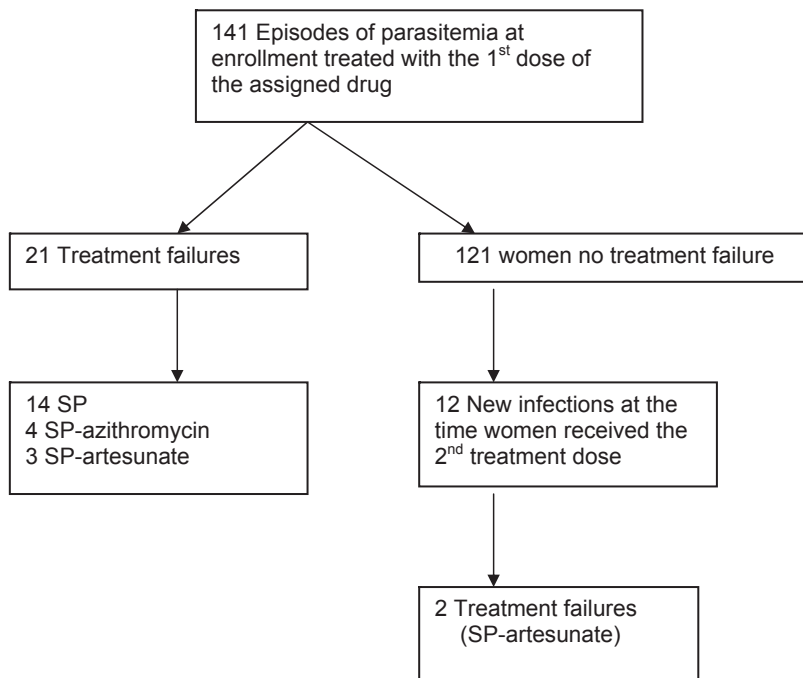 141 Episodes of parasitemia at
enrollment treated with the 1st dose of
the assigned drug
21 Treatment failures
121 women no treatment failure
14 SP
4 SP-azithromycin
3 SP-artesunate
12 New infections at the
time women received the
2nd treatment dose
2 Treatment failures
(SP-artesunate)